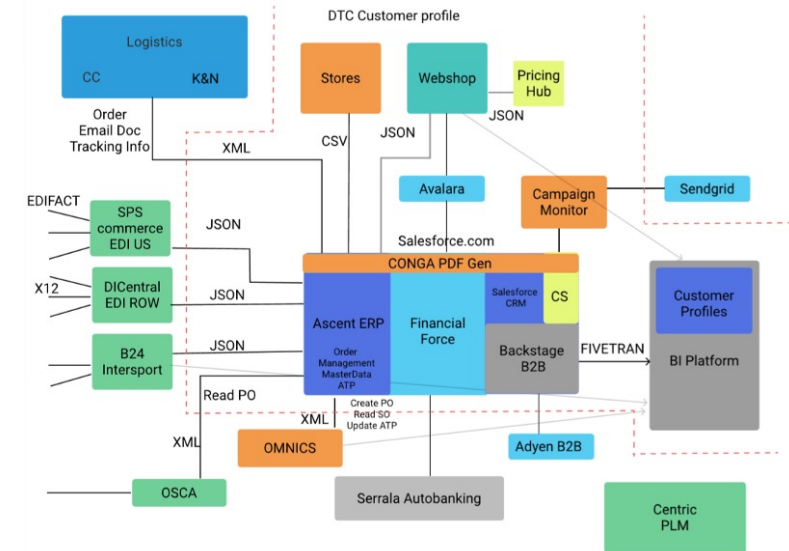 DTC Customer profile
Logistics
CC
K&N
Stores
Webshop
Pricing
Hub
Order
Email Doc
Tracking Info
XML
CSV
JSON
JSON
Avalara
Campaign
Monitor
Sendgrid
EDIFACT
SPS
commerce
EDI US
JSON
Salesforce.com
CONGA PDF Gen
X12
DICentral
EDI ROW
JSON
Ascent ERP
Order
Management
MasterData
ATP
Financial
Force
Salesforce
CRM
CS
Backstage
B2B
FIVETRAN
Customer
Profiles
BI Platform
B24
Intersport
JSON
Read PO
XML
XML
Create PO
Read SO
Update ATP
OMNICS
Adyen B2B
OSCA
Serrala Autobanking
Centric
PLM